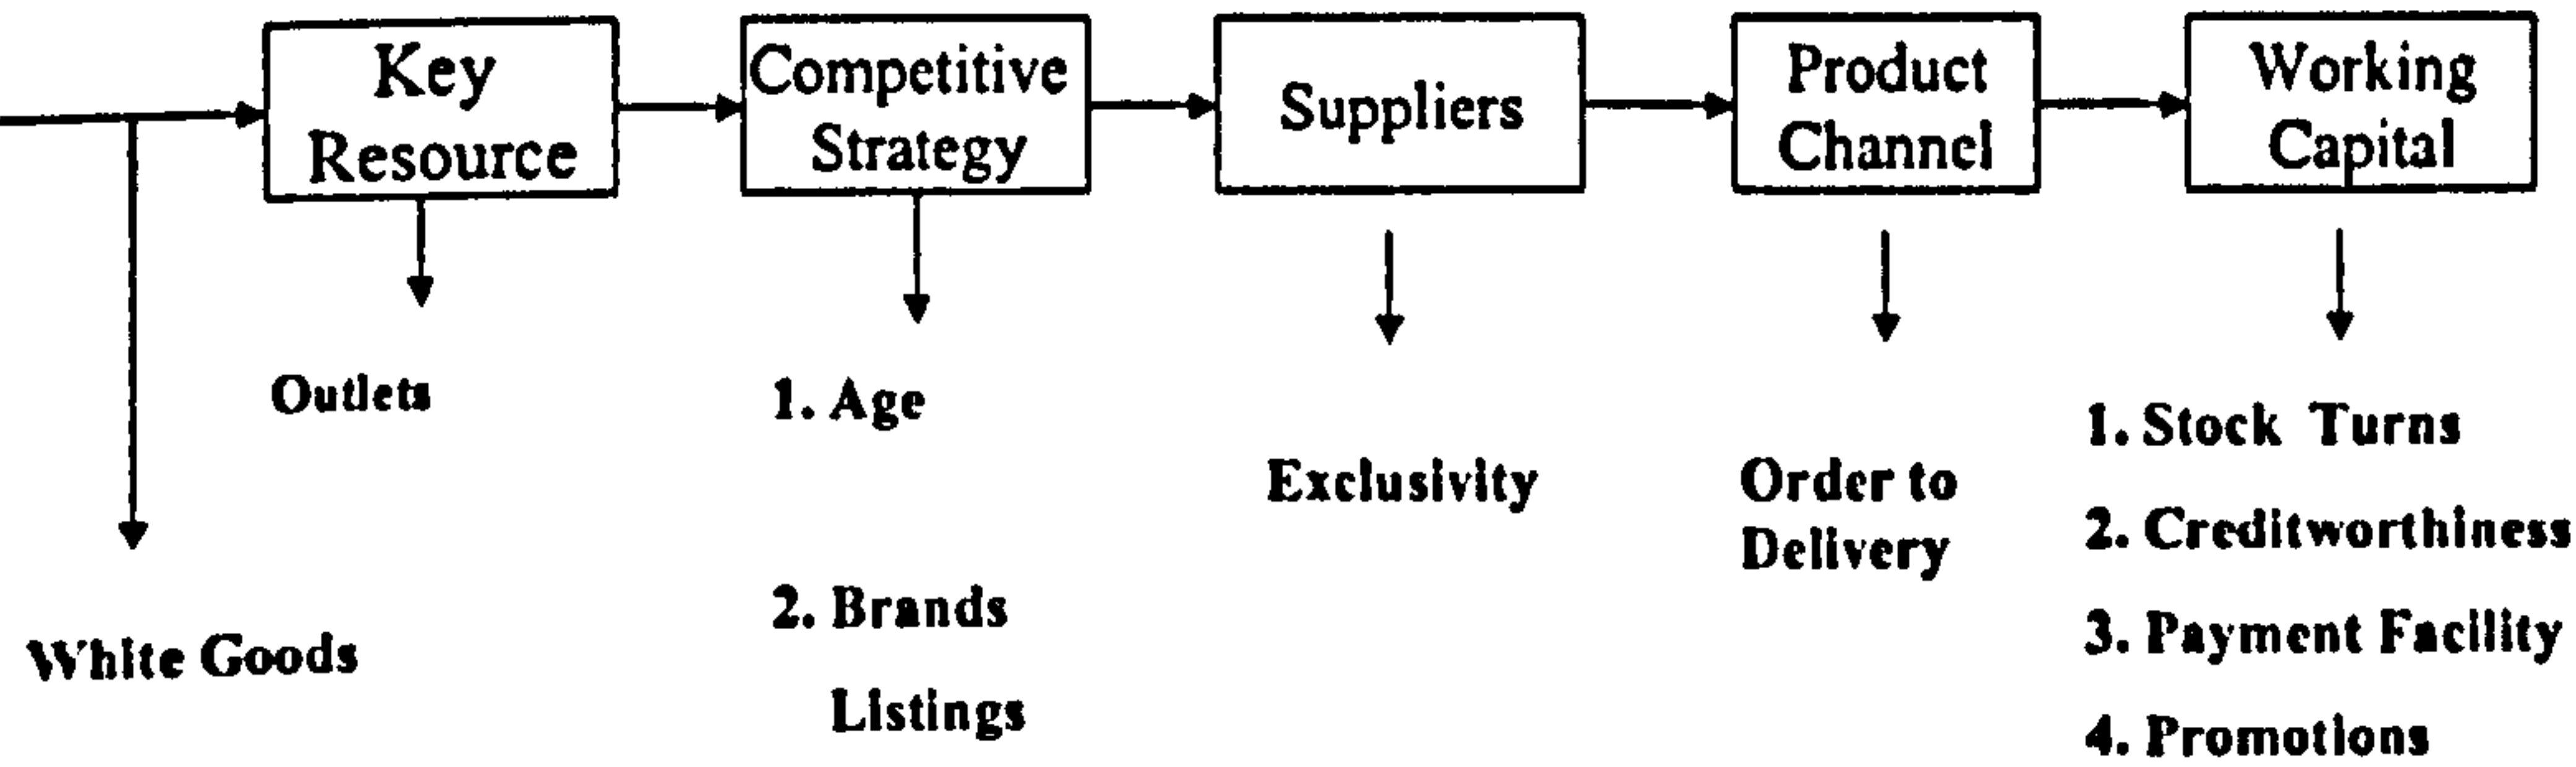 Key
Resource
Competitive
Strategy
Suppliers
Product
Channel
Working
Capital
Outlets
1. Age
2. Brands
Listings
Exclusivity
Order to
Delivery
1. Stock Turns
2. Creditworthiness
3. Payment Facility
4. Promotions
White Goods